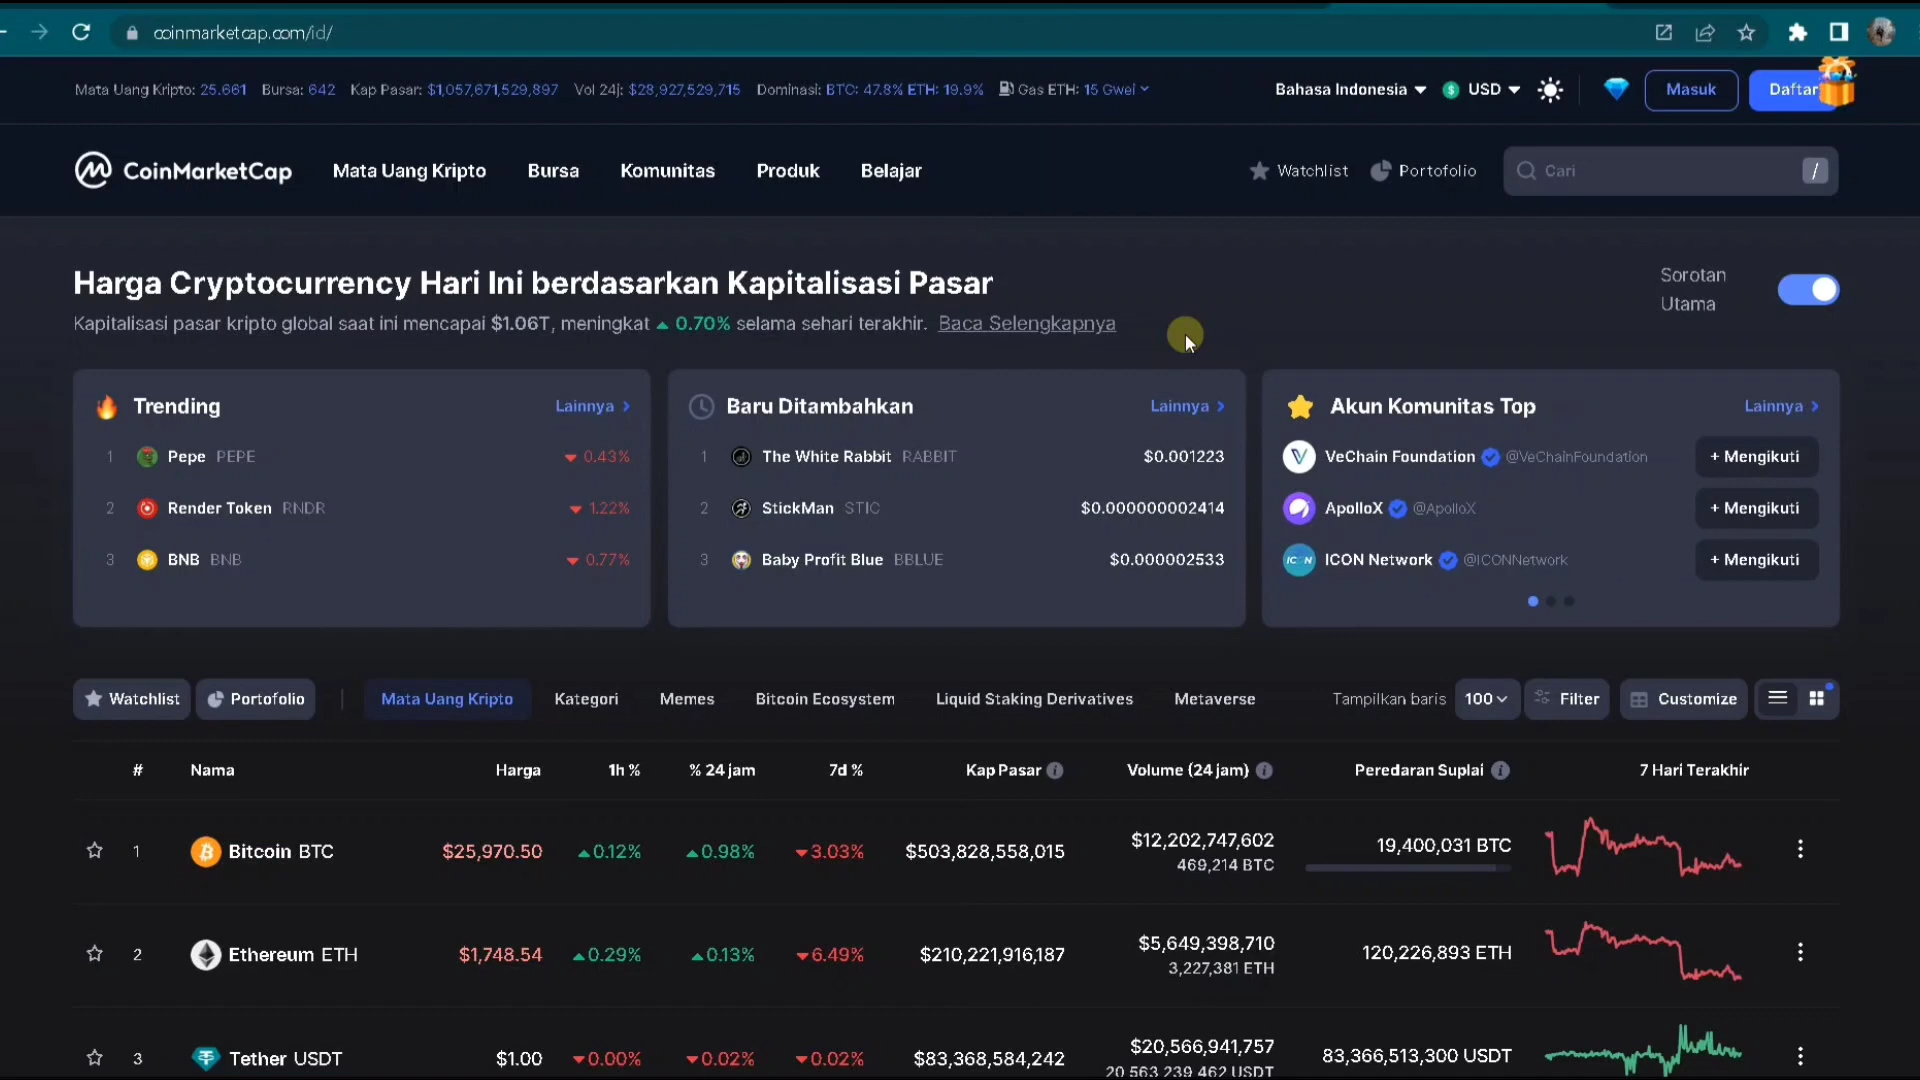 coinmarketcap.com/id/
Mata Uang Kripto: 25.661 Bursa: 642 Kap Pasar: $1,057,671,529,897 Vol 24j: $28,927,529,715 Dominasi: BTC: 47.8% ETH: 19.9% Gas ETH: 15 Gwei
Bahasa Indonesia $ USD Masuk Daftar
CoinMarketCap Mata Uang Kripto Bursa Komunitas Produk Belajar Watchlist Portofolio Cari /
Harga Cryptocurrency Hari Ini berdasarkan Kapitalisasi Pasar
Sorotan
Utama
Kapitalisasi pasar kripto global saat ini mencapai $1.06T, meningkat 0.70% selama sehari terakhir. Baca Selengkapnya
Trending Lainnya >
1 Pepe PEPE 0.43%
2 Render Token RNDR 1.22%
3 BNB BNB 0.77%
Baru Ditambahkan Lainnya >
1 The White Rabbit RABBIT $0.001223
2 StickMan STIC $0.000000002414
3 Baby Profit Blue BBLUE $0.000002533
Akun Komunitas Top Lainnya >
VeChain Foundation @VeChainFoundation + Mengikuti
ApolloX @ApolloX + Mengikuti
ICON Network @ICONNetwork + Mengikuti
Watchlist Portofolio Mata Uang Kripto Kategori Memes Bitcoin Ecosystem Liquid Staking Derivatives Metaverse Tampilkan baris 100 Filter Customize
# Nama Harga 1h % % 24 jam 7d % Kap Pasar Volume (24 jam) Peredaran Suplai 7 Hari Terakhir
1 Bitcoin BTC $25,970.50 0.12% 0.98% 3.03% $503,828,558,015 $12,202,747,602 19,400,031 BTC
469,214 BTC
2 Ethereum ETH $1,748.54 0.29% 0.13% 6.49% $210,221,916,187 $5,649,398,710 120,226,893 ETH
3,227,381 ETH
3 Tether USDT $1.00 0.00% 0.02% 0.02% $83,368,584,242 $20,566,941,757 83,366,513,300 USDT
20,563,239,462 USDT